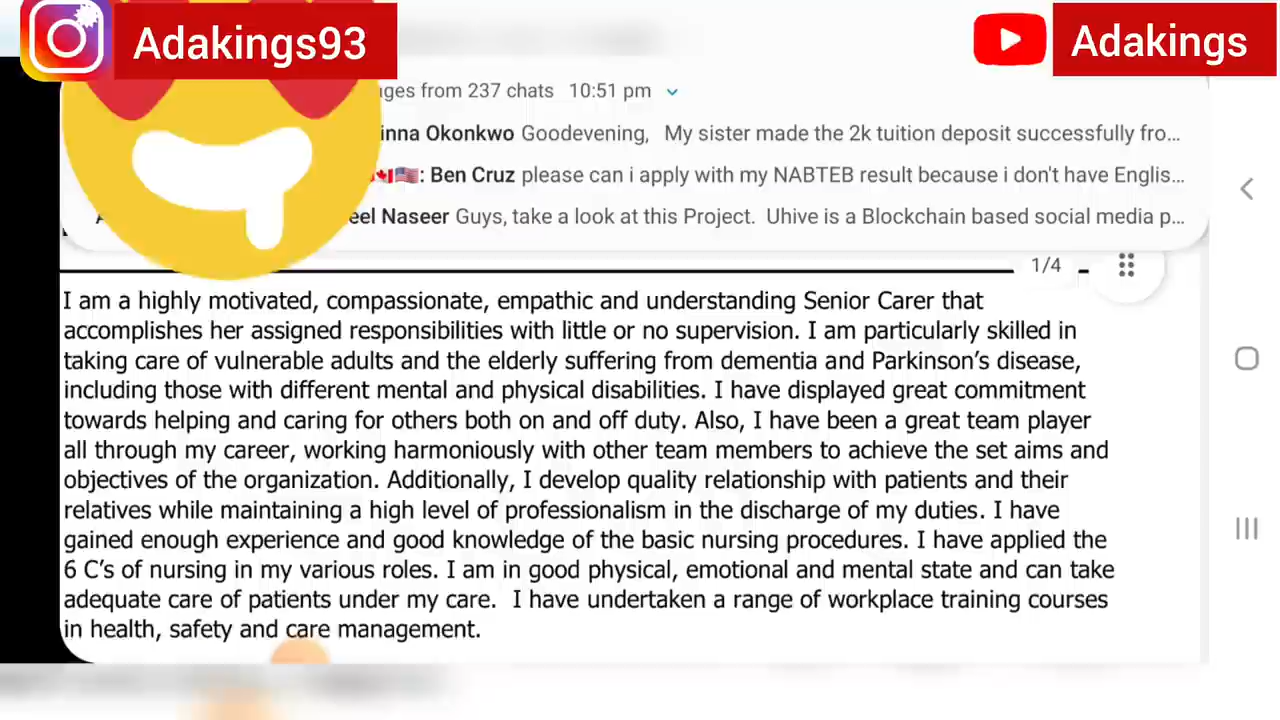 Adakings93
Adakings
from 237 chats 10:51 pm
Okonkwo Goodevening, My sister made the 2k tuition deposit successfully fro...
: Ben Cruz please can i apply with my NABTEB result because i don't have Englis...
Naseer Guys, take a look at this Project. Uhive is a Blockchain based social media p...
1/4
I am a highly motivated, compassionate, empathic and understanding Senior Carer that
accomplishes her assigned responsibilities with little or no supervision. I am particularly skilled in
taking care of vulnerable adults and the elderly suffering from dementia and Parkinson's disease,
including those with different mental and physical disabilities. I have displayed great commitment
towards helping and caring for others both on and off duty. Also, I have been a great team player
all through my career, working harmoniously with other team members to achieve the set aims and
objectives of the organization. Additionally, I develop quality relationship with patients and their
relatives while maintaining a high level of professionalism in the discharge of my duties. I have
gained enough experience and good knowledge of the basic nursing procedures. I have applied the
6 C's of nursing in my various roles. I am in good physical, emotional and mental state and can take
adequate care of patients under my care.  I have undertaken a range of workplace training courses
in health, safety and care management.